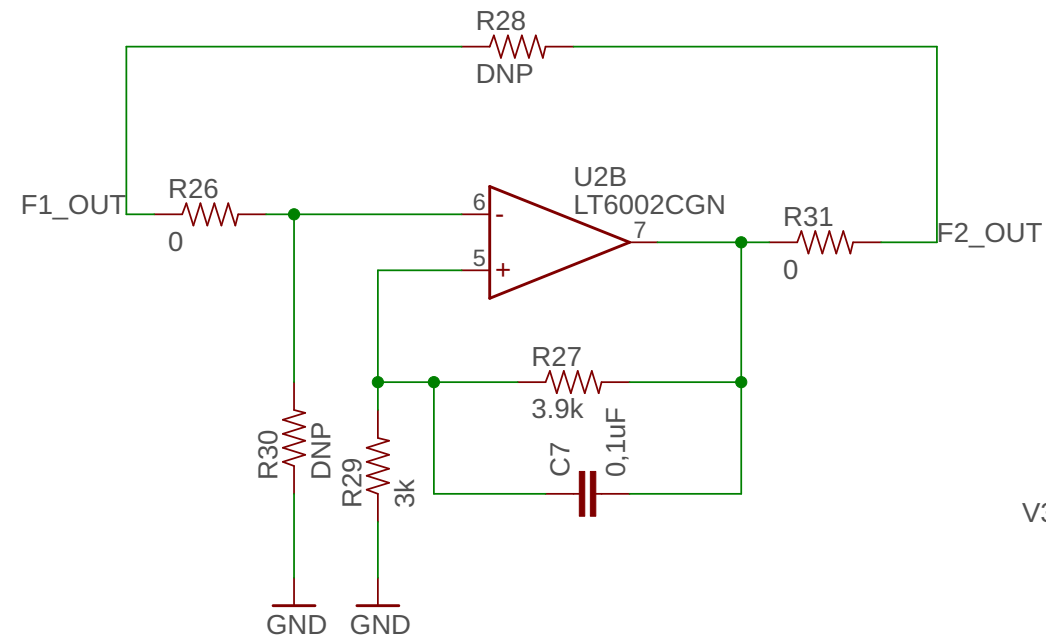 R28
DNP
U2B
LT6002CGN
F1_OUT
R26
0
6
-
5
+
7
R31
0
F2_OUT
R27
3.9k
C7
0,1uF
R30
DNP
R29
3k
V3
GND
GND